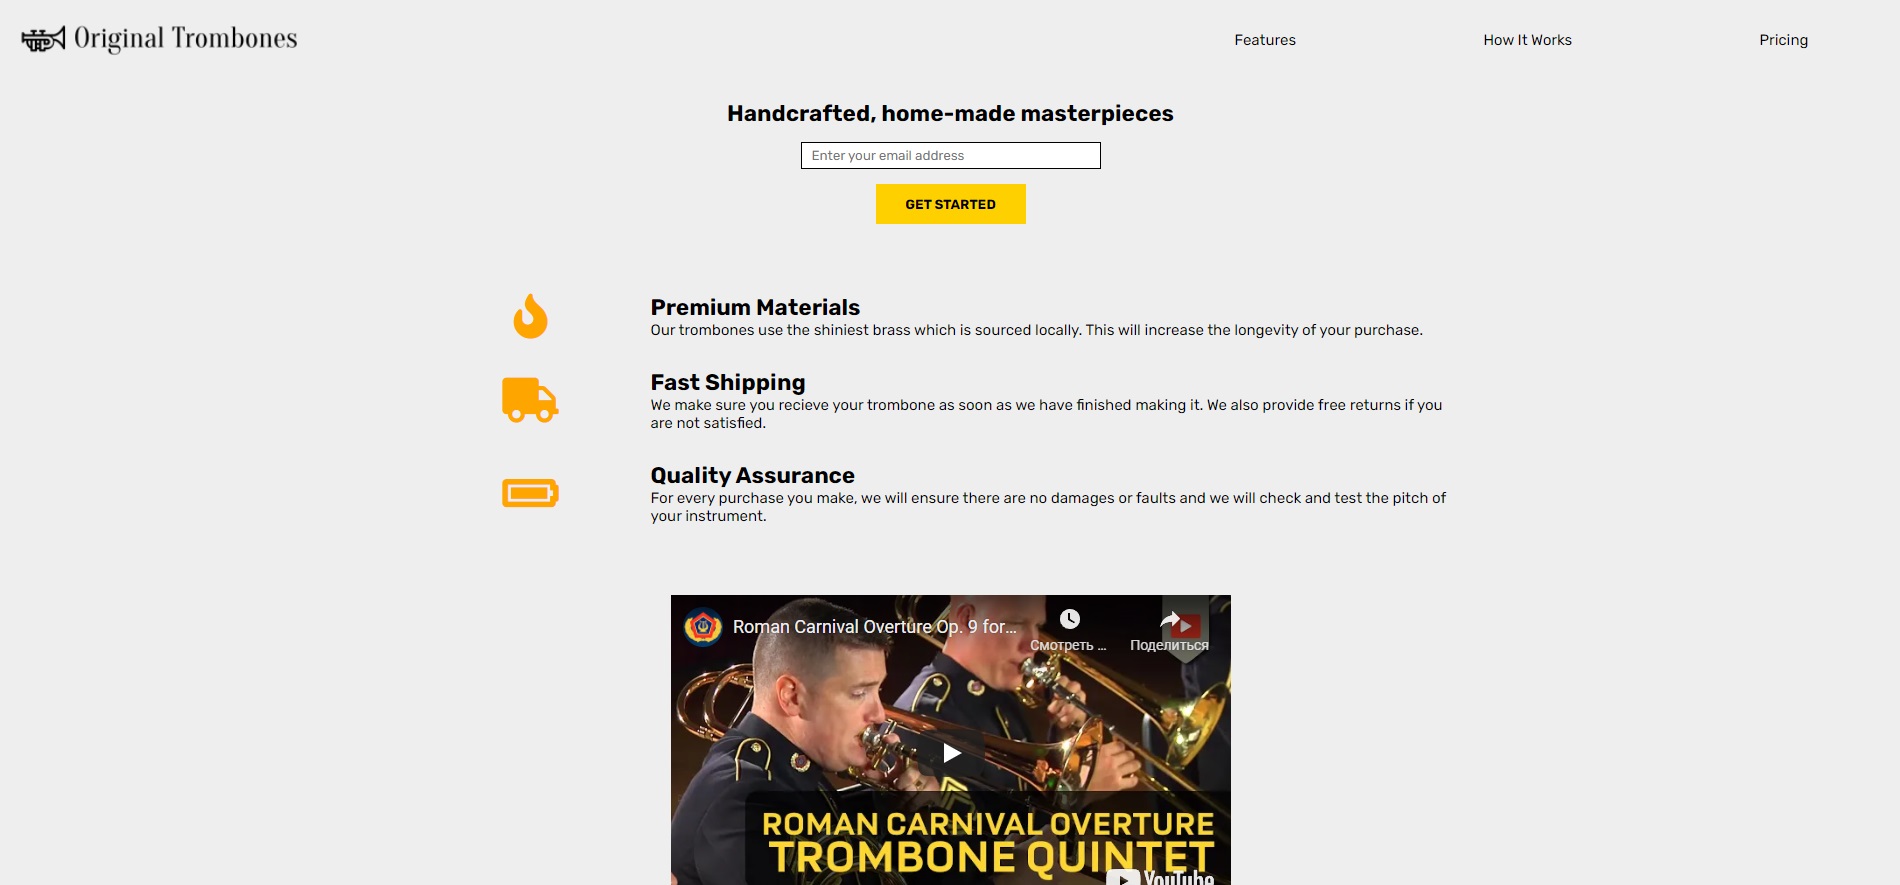 Original Trombones
Features
How It Works
Pricing
Handcrafted, home-made masterpieces
Enter your email address
GET STARTED
Premium Materials
Our trombones use the shiniest brass which is sourced locally. This will increase the longevity of your purchase.
Fast Shipping
We make sure you recieve your trombone as soon as we have finished making it. We also provide free returns if you
are not satisfied.
Quality Assurance
For every purchase you make, we will ensure there are no damages or faults and we will check and test the pitch of
your instrument.
Roman Carnival Overture Op. 9 for...
Смотреть ...
Поделиться
ROMAN CARNIVAL OVERTURE
TROMBONE QUINTET
YouTube